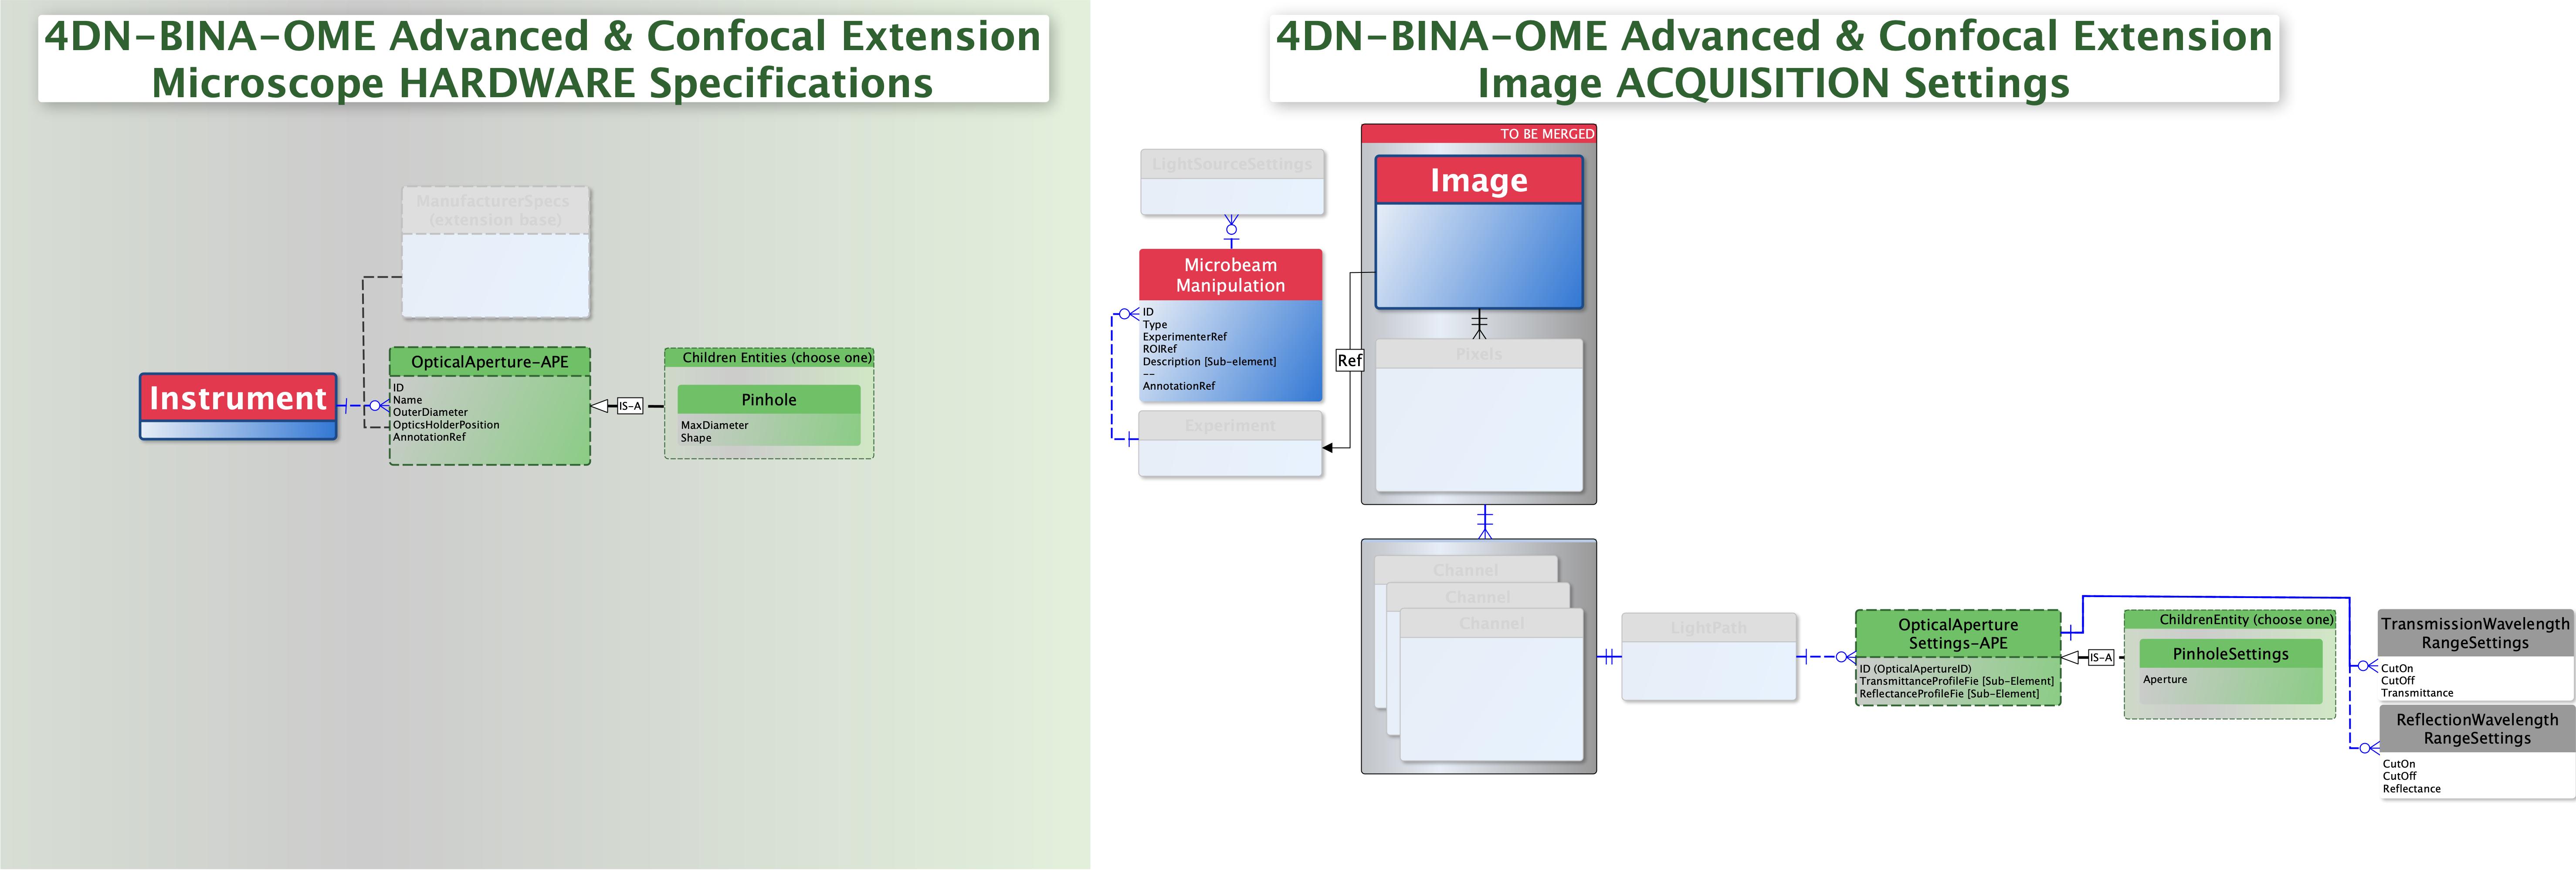 4DN-BINA-OME Advanced & Confocal Extension
Microscope HARDWARE Specifications
ManufacturerSpecs
(extension base)
Instrument
OpticalAperture-APE
ID
Name
OuterDiameter
OpticsHolderPosition
AnnotationRef
IS-A
Children Entities (choose one)
Pinhole
MaxDiameter
Shape
4DN-BINA-OME Advanced & Confocal Extension
Image ACQUISITION Settings
LightSourceSettings
Microbeam
Manipulation
ID
Type
ExperimenterRef
ROIRef
Description [Sub-element]
--
AnnotationRef
Experiment
Ref
TO BE MERGED
Image
Pixels
Channel
Channel
Channel
LightPath
OpticalAperture
Settings-APE
ID (OpticalApertureID)
TransmittanceProfileFie [Sub-Element]
ReflectanceProfileFie [Sub-Element]
IS-A
ChildrenEntity (choose one)
PinholeSettings
Aperture
TransmissionWavelength
RangeSettings
CutOn
CutOff
Transmittance
ReflectionWavelength
RangeSettings
CutOn
CutOff
Reflectance